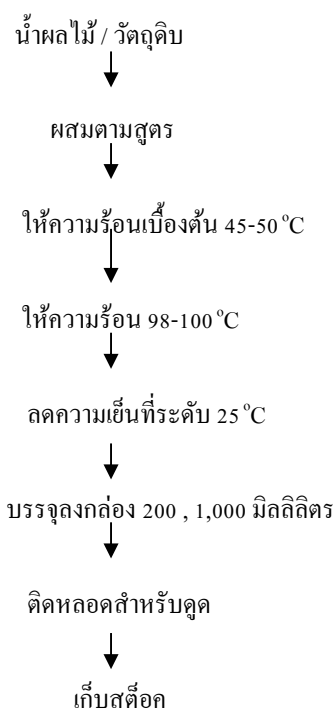 น้ำผลไม้ / วัตถุดิบ
ผสมตามสูตร
ให้ความร้อนเบื้องต้น 45-50 °C
ให้ความร้อน 98-100 °C
ลดความเย็นที่ระดับ 25 °C
บรรจุลงกล่อง 200 , 1,000 มิลลิลิตร
ติดหลอดสำหรับดูด
เก็บสต็อค